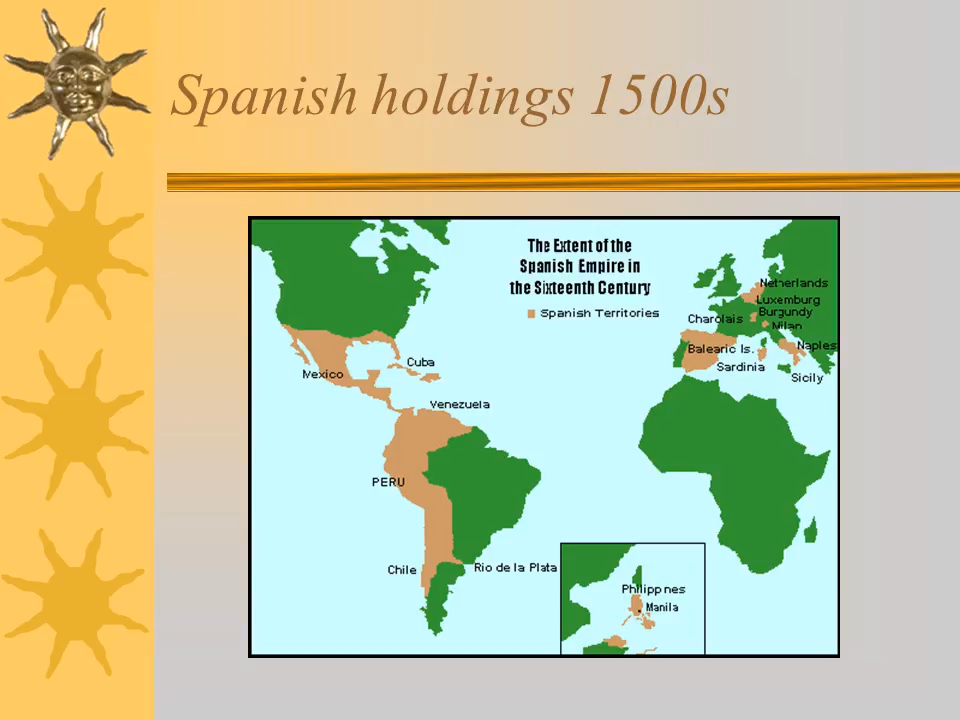 Spanish holdings 1500s
The Extent of the
Spanish Empire in
the Sixteenth Century
Spanish Territories
Netherlands
Luxemburg
Burgundy
Charolais
Milan
Naples
Balearic Is.
Sardinia
Sicily
Cuba
Mexico
Venezuela
PERU
Chile
Rio de la Plata
Philippnes
Manila